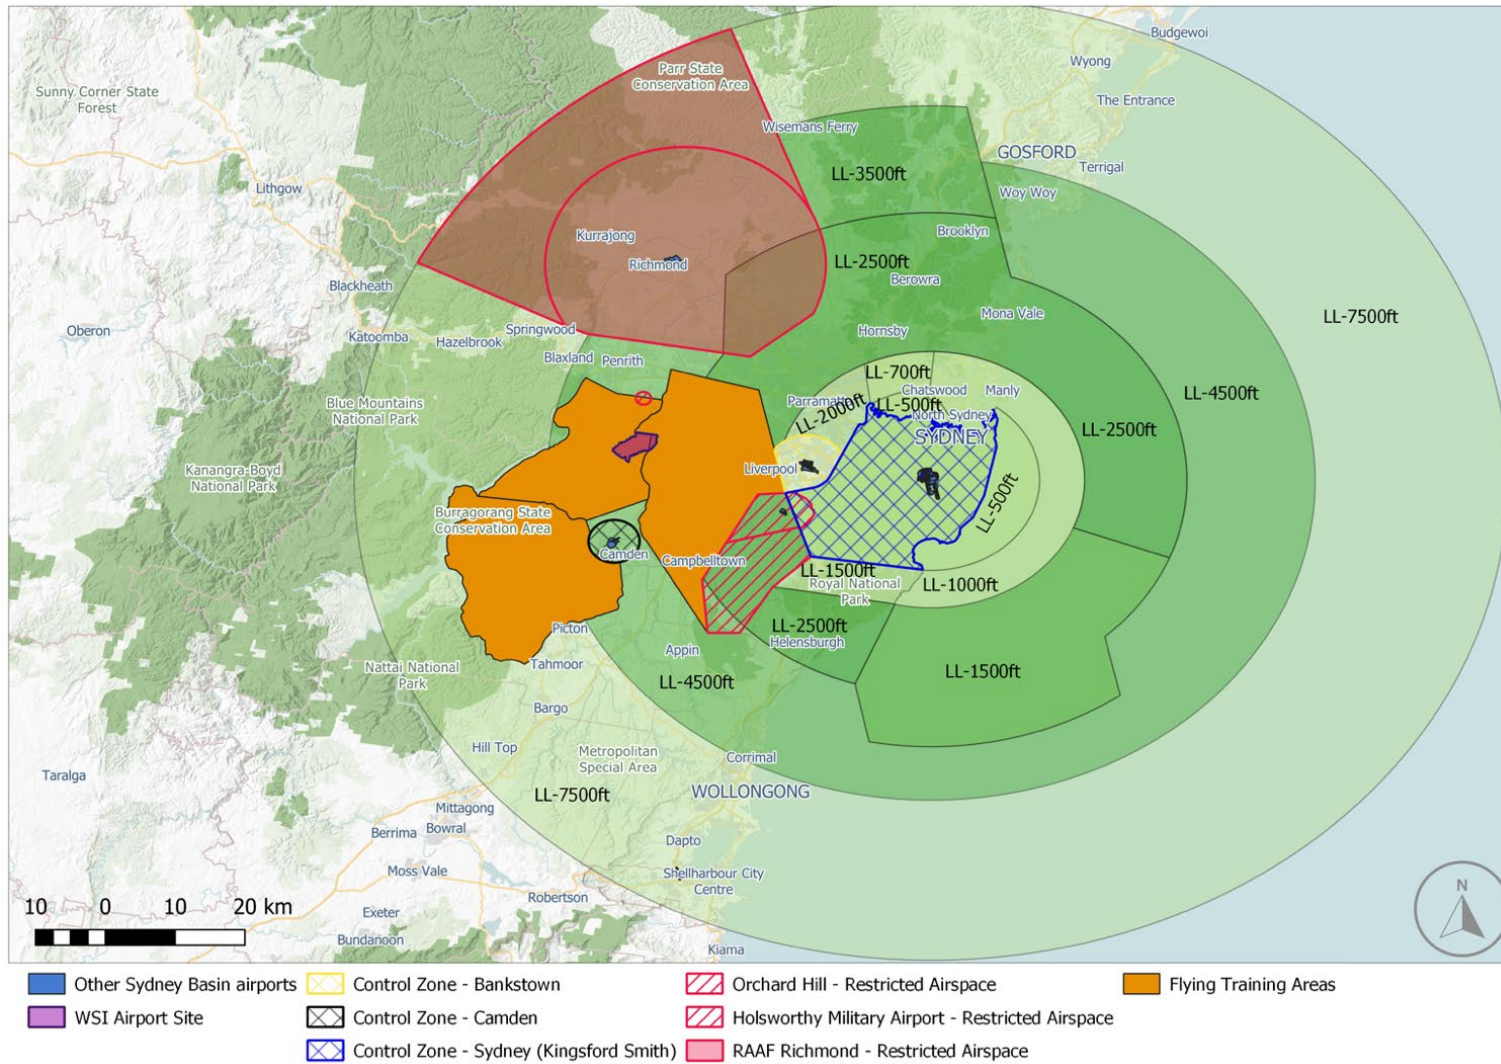 Budgewoi
Wyong
Parr State
Conservation Area
Sunny Corner State
Forest
The Entrance
Wisemans Ferry
GOSFORD
LL-3500ft
Terrigal
Lithgow
Woy Woy
Kurrajong
Brooklyn
Richmond
LL-2500ft
Berowra
Blackheath
Mona Vale
LL-7500ft
Oberon
Katoomba
Springwood
Hornsby
Hazelbrook
Blaxland
Penrith
LL-700ft
Chatswood
Manly
LL-4500ft
Blue Mountains
National Park
Parramatta
LL-2000ft
LL-500ft
North Sydney
SYDNEY
LL-2500ft
Kanangra-Boyd
National Park
Liverpool
LL-500ft
Burragorang State
Conservation Area
Camden
Campbelltown
LL-1500ft
Royal National
Park
LL-1000ft
Picton
LL-2500ft
Helensburgh
Nattai National
Park
Tahmoor
Appin
LL-4500ft
LL-1500ft
Bargo
Hill Top
Metropolitan
Special Area
Corrimal
Taralga
LL-7500ft
WOLLONGONG
Mittagong
Berrima
Bowral
Dapto
Moss Vale
Shellharbour City
Centre
Robertson
10 0 10 20 km
Exeter
Bundanoon
Kiama
N
Other Sydney Basin airports
Control Zone - Bankstown
Orchard Hill - Restricted Airspace
Flying Training Areas
WSI Airport Site
Control Zone - Camden
Holsworthy Military Airport - Restricted Airspace
Control Zone - Sydney (Kingsford Smith)
RAAF Richmond - Restricted Airspace